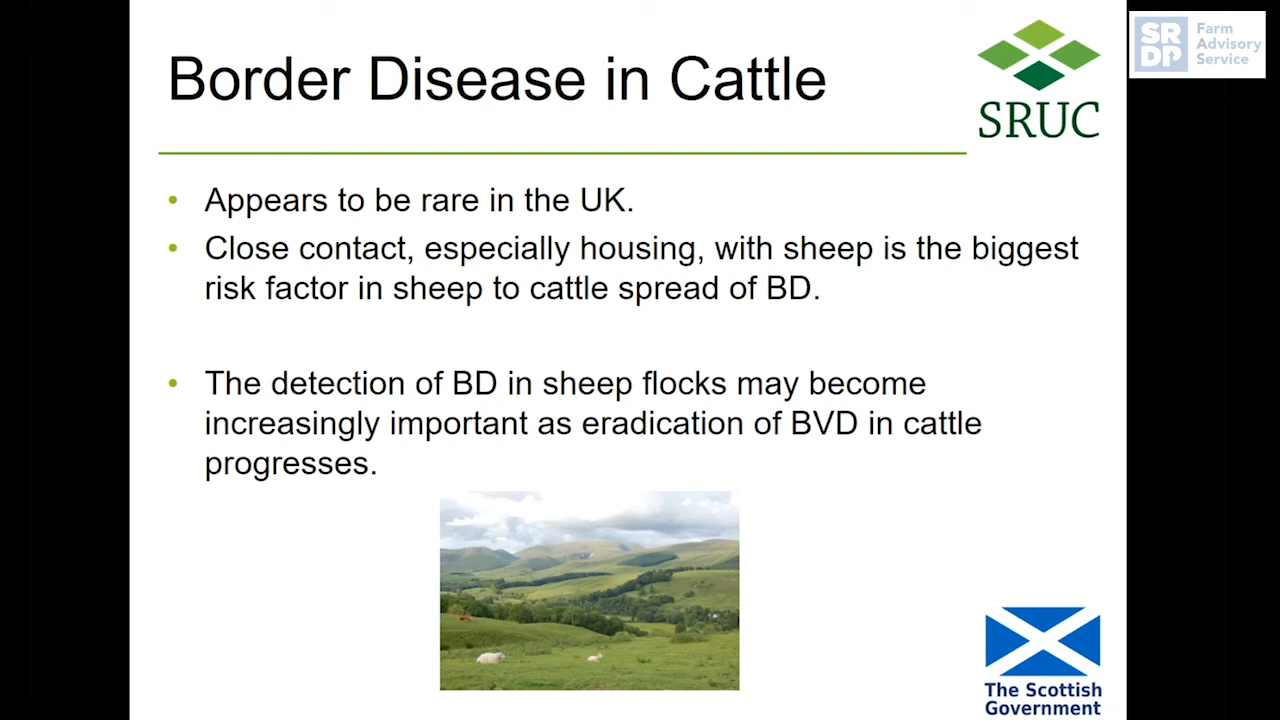 Border Disease in Cattle
SRUC
SRDP Farm
Advisory
Service
• Appears to be rare in the UK.
• Close contact, especially housing, with sheep is the biggest
risk factor in sheep to cattle spread of BD.
• The detection of BD in sheep flocks may become
increasingly important as eradication of BVD in cattle
progresses.
The Scottish
Government